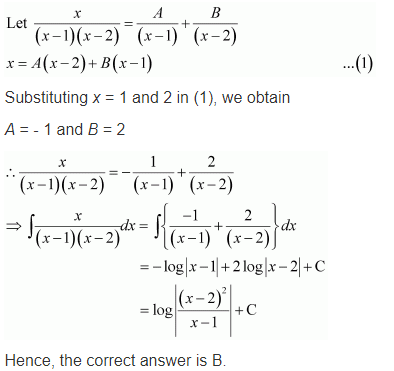 Let x/((x−1)(x−2)) = A/(x−1) + B/(x−2)
x = A(x−2)+B(x−1) ...(1)
Substituting x = 1 and 2 in (1), we obtain
A = - 1 and B = 2
∴ x/((x−1)(x−2)) = −1/(x−1) + 2/(x−2)
⇒ ∫ x/((x−1)(x−2)) dx = ∫{−1/(x−1) + 2/(x−2)}dx
= −log|x−1|+2log|x−2|+C
= log|(x−2)²/(x−1)|+C
Hence, the correct answer is B.